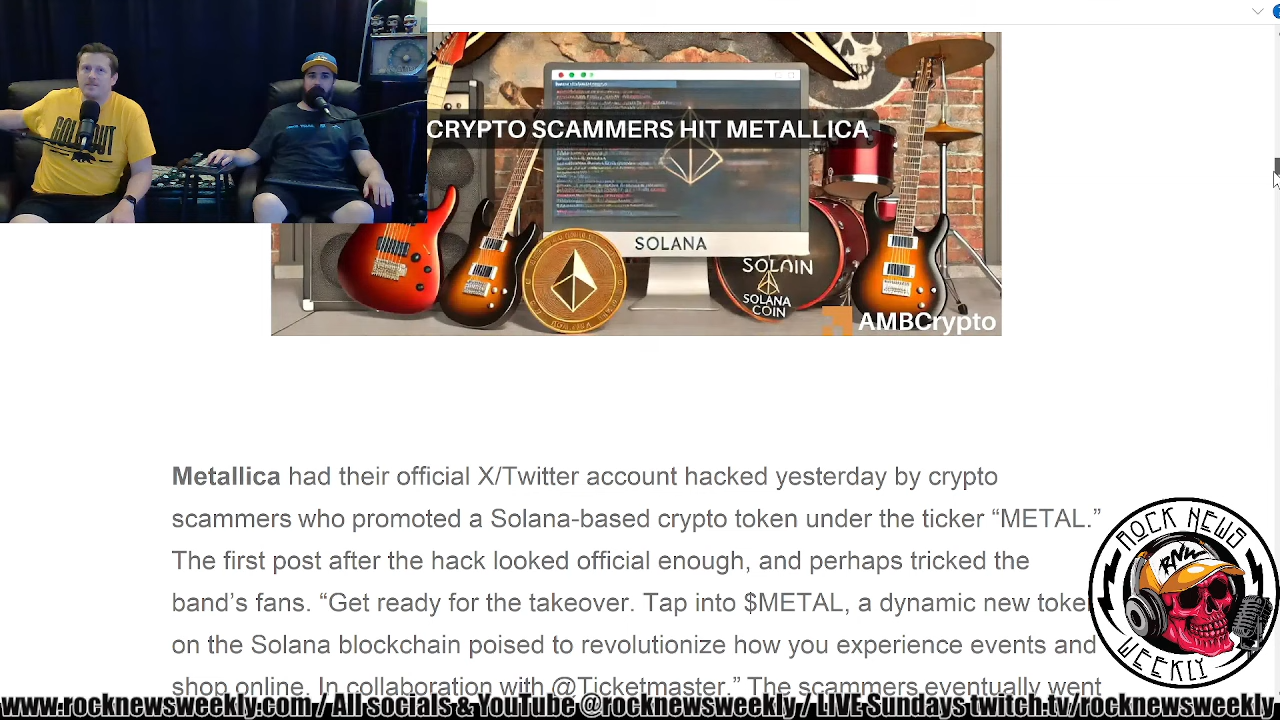 CRYPTO SCAMMERS HIT METALLICA
SOLANA
SOLOIN
SOLANA
COIN
AMBCrypto
Metallica had their official X/Twitter account hacked yesterday by crypto
scammers who promoted a Solana-based crypto token under the ticker “METAL.”
The first post after the hack looked official enough, and perhaps tricked the
band’s fans. “Get ready for the takeover. Tap into $METAL, a dynamic new token
on the Solana blockchain poised to revolutionize how you experience events and
shop online. In collaboration with @Ticketmaster.” The scammers eventually went
ROCK NEWS
RNW
WEEKLY
www.rocknewsweekly.com / All socials & YouTube @rocknewsweekly / LIVE Sundays twitch.tv/rocknewsweekly